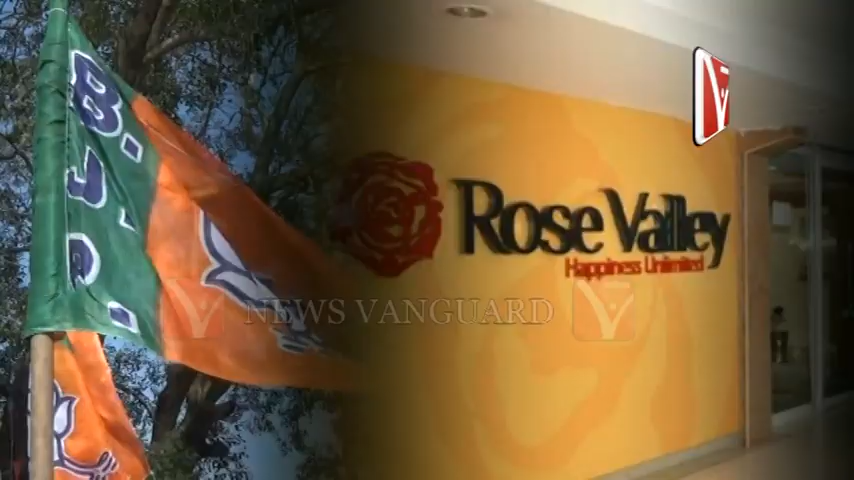 B.
J.
P.
Rose Valley
Happiness Unlimited
NEWS VANGUARD